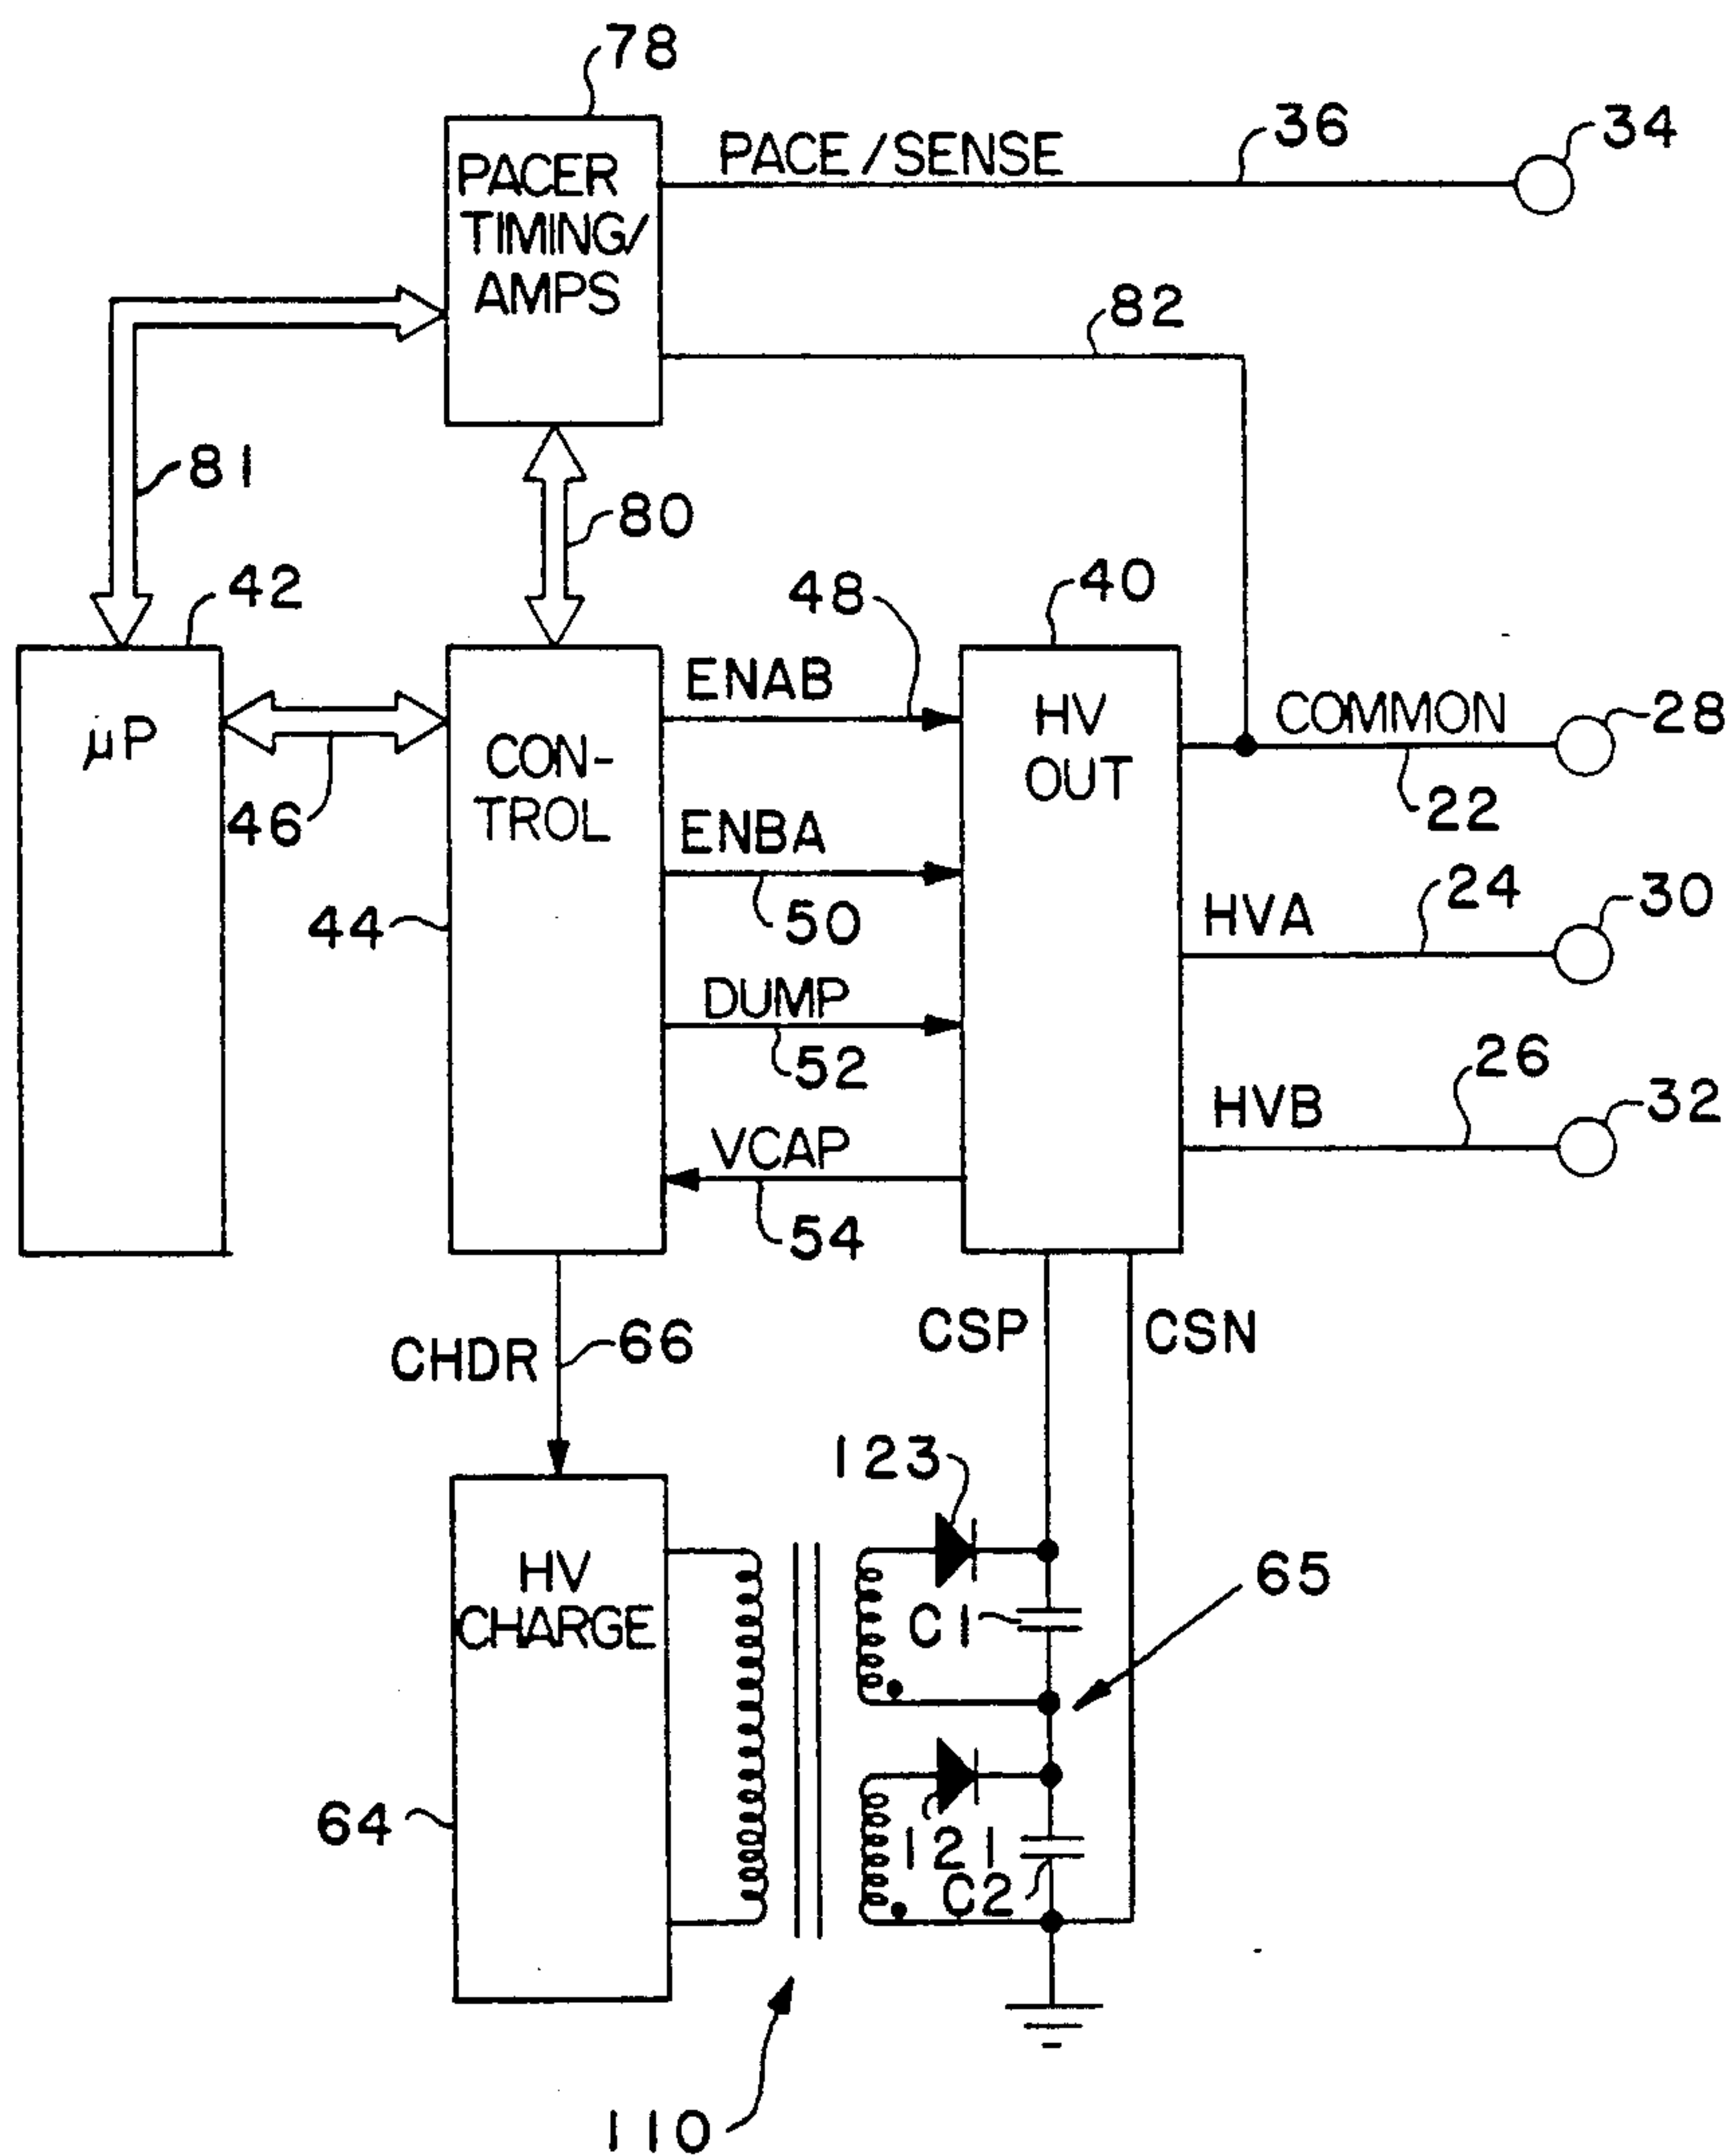 78
PACER
TIMING/
AMPS
PACE/SENSE
36
34
82
81
80
42
48
40
ENAB
HV
OUT
COMMON
28
µP
CON-
TROL
46
22
ENBA
50
24
30
HVA
44
DUMP
52
26
32
HVB
VCAP
54
CSP
CSN
CHDR
66
123
HV
CHARGE
C1
65
64
121
C2
110